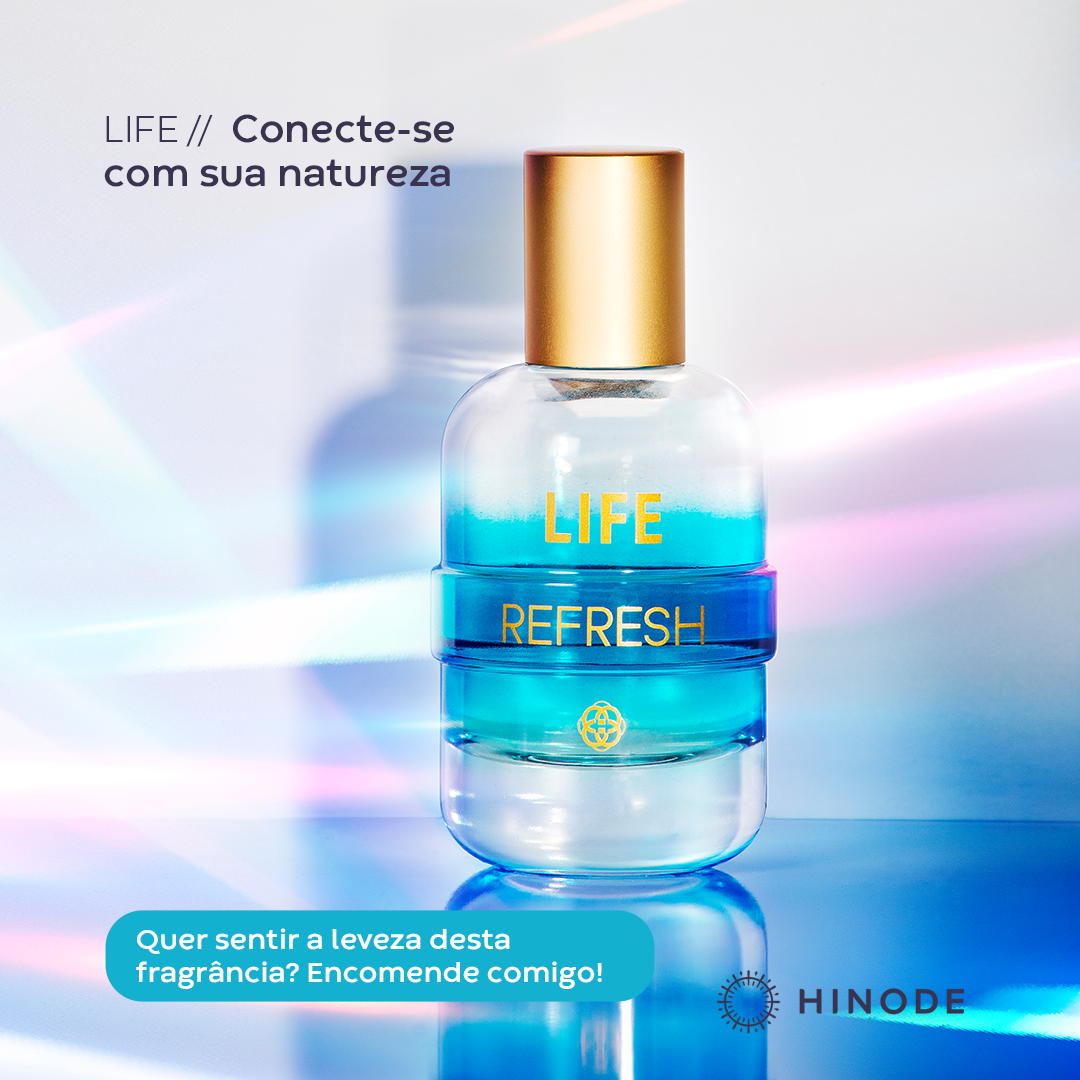 LIFE // Conecte-se
com sua natureza
LIFE
REFRESH
Quer sentir a leveza desta
fragrância? Encomende comigo!
HINODE